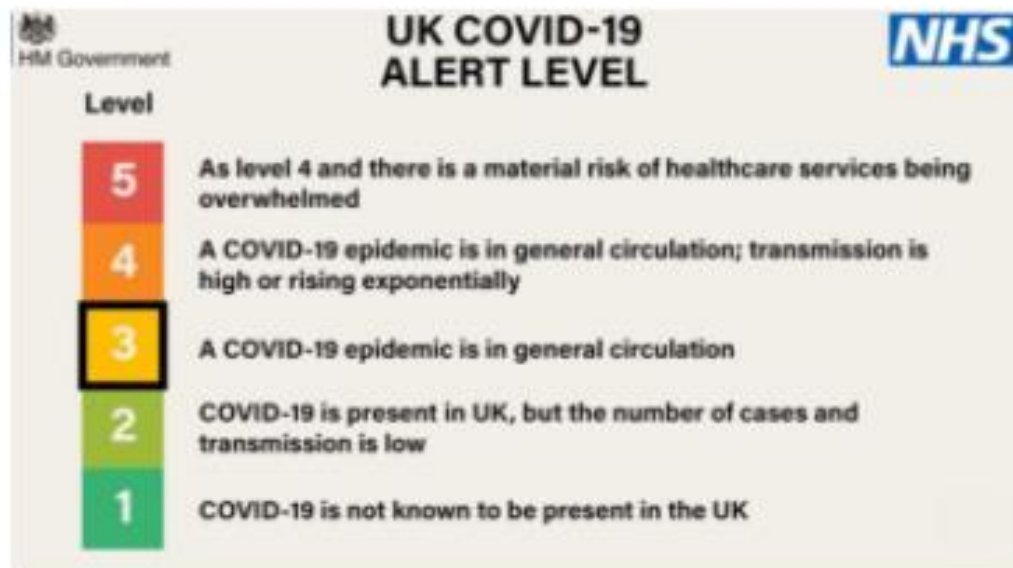 HM Government
UK COVID-19
ALERT LEVEL
NHS
Level
5
As level 4 and there is a material risk of healthcare services being
overwhelmed
4
A COVID-19 epidemic is in general circulation; transmission is
high or rising exponentially
3
A COVID-19 epidemic is in general circulation
2
COVID-19 is present in UK, but the number of cases and
transmission is low
1
COVID-19 is not known to be present in the UK